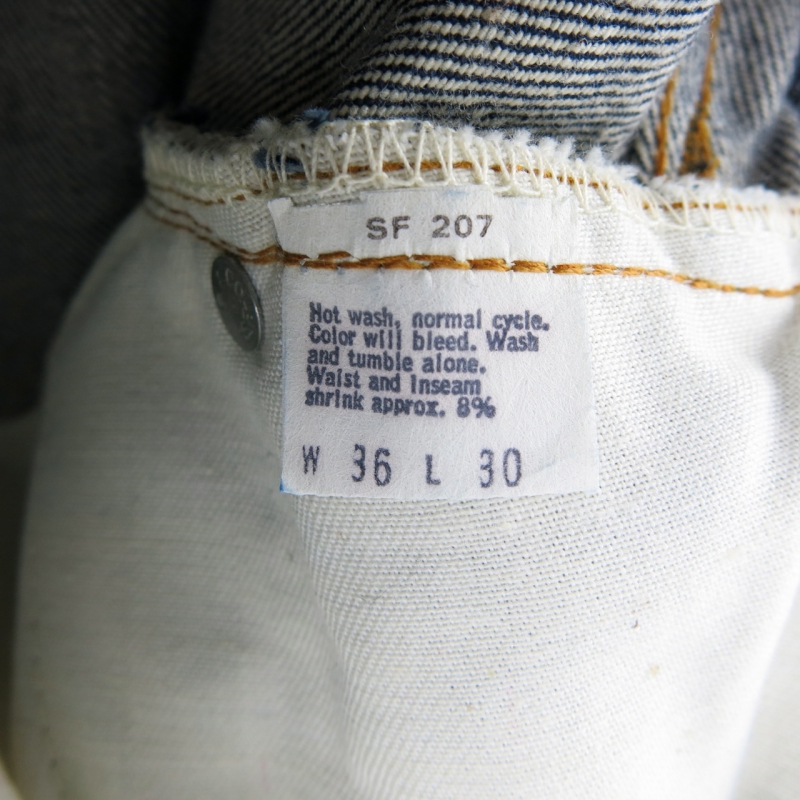 SF 207
Hot wash, normal cycle.
Color will bleed. Wash
and tumble alone.
Waist and Inseam
shrink approx. 8%
W 36 L 30